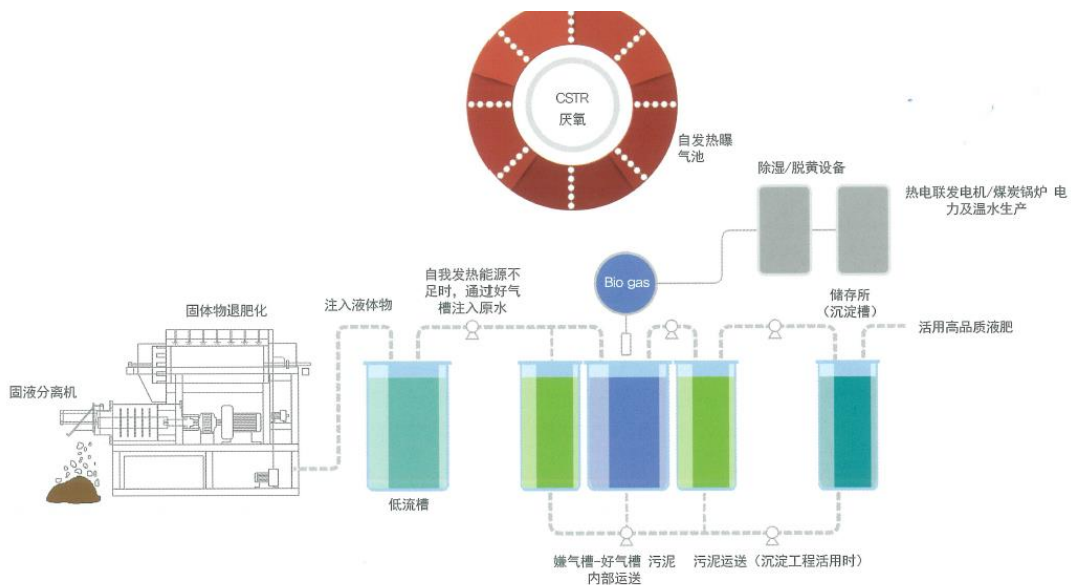 CSTR
厌氧
自发热曝
气池
除湿/脱黄设备
热电联发电机/煤炭锅炉 电
力及温水生产
Bio gas
自我发热能源不
足时，通过好气
槽注入原水
储存所
（沉淀槽）
固体物退肥化
注入液体物
活用高品质液肥
固液分离机
低流槽
嫌气槽-好气槽 污泥
内部运送
污泥运送（沉淀工程活用时）